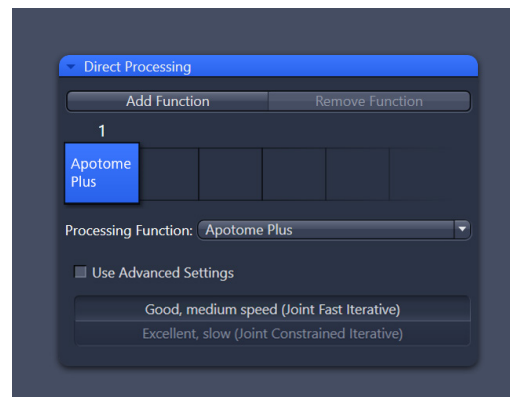 Direct Processing
Add Function Remove Function
1
Apotome
Plus
Processing Function: Apotome Plus
Use Advanced Settings
Good, medium speed (Joint Fast Iterative)
Excellent, slow (Joint Constrained Iterative)